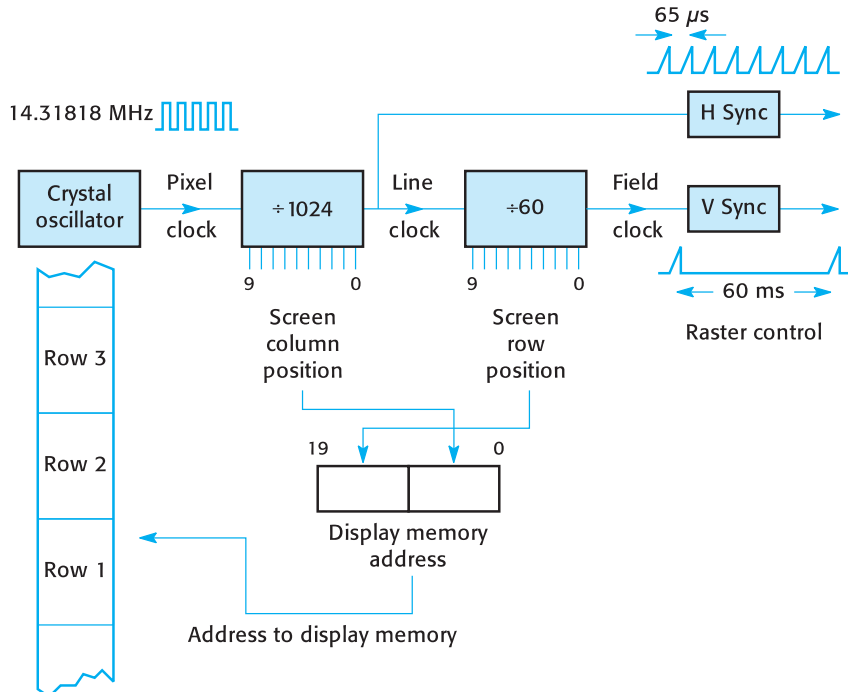 65 μs
14.31818 MHz
H Sync
Crystal
oscillator
Pixel
clock
÷1024
Line
clock
÷60
Field
clock
V Sync
9 0
9 0
60 ms
Screen
column
position
Screen
row
position
Raster control
Row 3
Row 2
Row 1
19 0
Display memory
address
Address to display memory